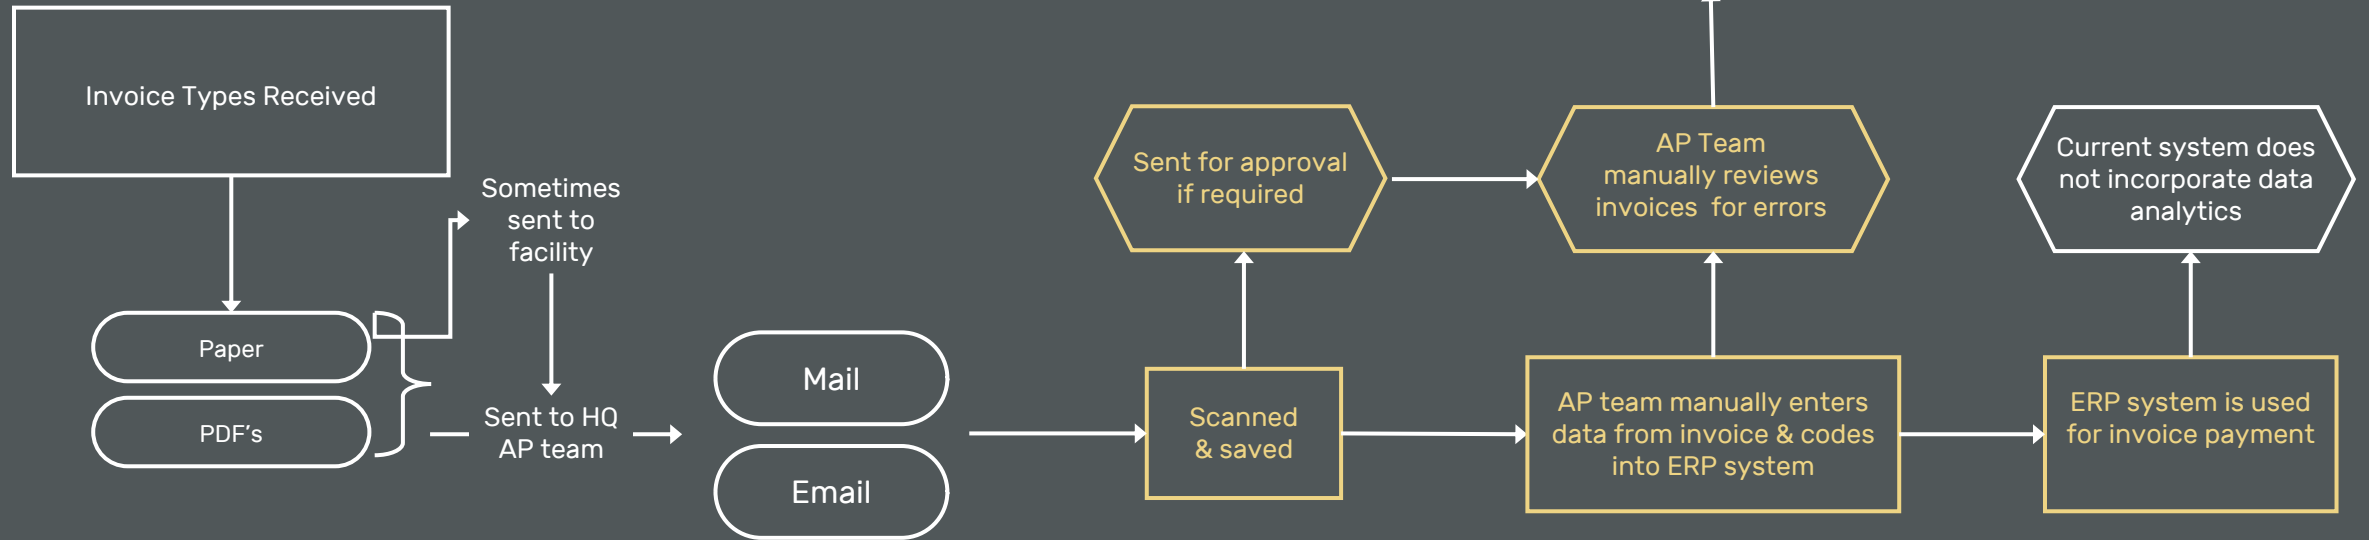 Invoice Types Received
Sometimes
sent to
facility
Paper
PDF's
Sent to HQ
AP team
Mail
Email
Sent for approval
if required
Scanned
& saved
AP Team
manually reviews
invoices for errors
AP team manually enters
data from invoice & codes
into ERP system
Current system does
not incorporate data
analytics
ERP system is used
for invoice payment